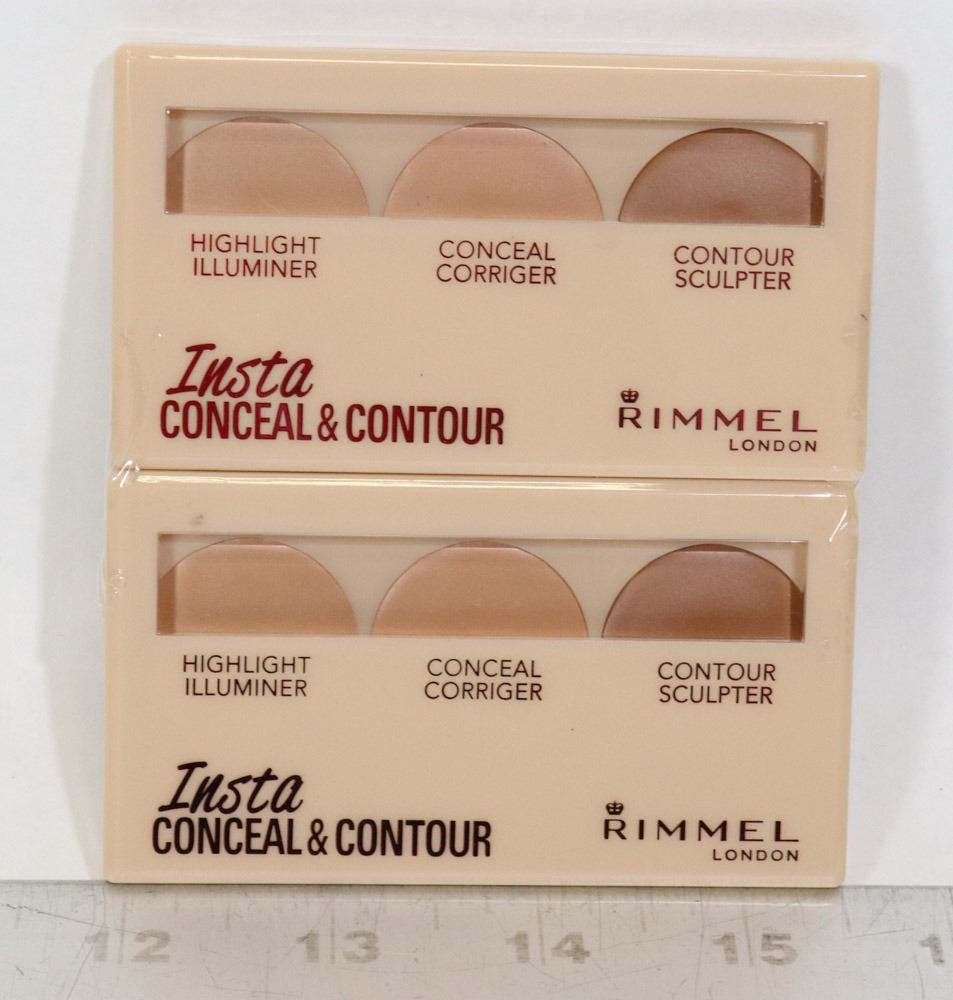 HIGHLIGHT
ILLUMINER
CONCEAL
CORRIGER
CONTOUR
SCULPTER
Insta
CONCEAL & CONTOUR
RIMMEL
LONDON
HIGHLIGHT
ILLUMINER
CONCEAL
CORRIGER
CONTOUR
SCULPTER
Insta
CONCEAL & CONTOUR
RIMMEL
LONDON
12 13 14 15 1